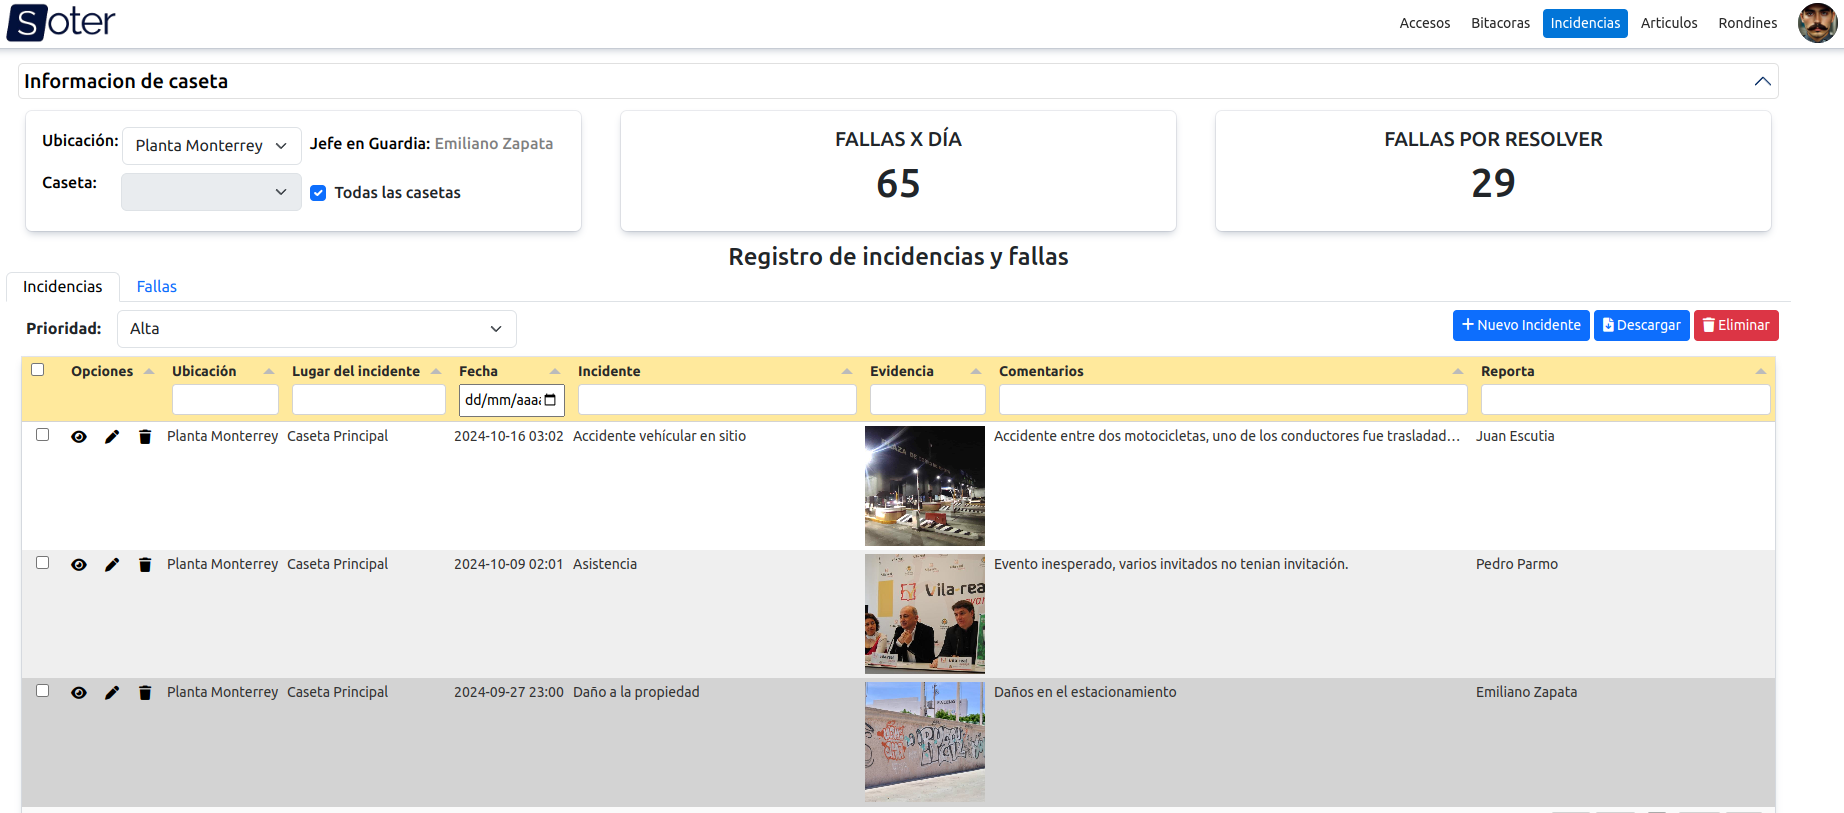 Soter
Accesos Bitacoras Incidencias Articulos Rondines
Informacion de caseta
Ubicación: Planta Monterrey Jefe en Guardia: Emiliano Zapata
Caseta: Todas las casetas
FALLAS X DÍA
65
FALLAS POR RESOLVER
29
Registro de incidencias y fallas
Incidencias Fallas
Prioridad: Alta
Nuevo Incidente Descargar Eliminar
Opciones Ubicación Lugar del incidente Fecha Incidente Evidencia Comentarios Reporta
dd/mm/aaaa
Planta Monterrey Caseta Principal 2024-10-16 03:02 Accidente vehícular en sitio Accidente entre dos motocicletas, uno de los conductores fue trasladad... Juan Escutia
Planta Monterrey Caseta Principal 2024-10-09 02:01 Asistencia Evento inesperado, varios invitados no tenian invitación. Pedro Parmo
Vila-rea
Planta Monterrey Caseta Principal 2024-09-27 23:00 Daño a la propiedad Daños en el estacionamiento Emiliano Zapata